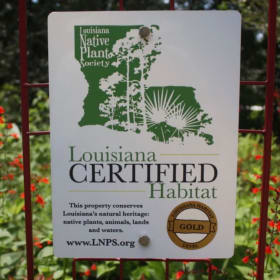 Louisiana
Native
Plant
Society
Louisiana
CERTIFIED
Habitat
This property conserves
Louisiana's natural heritage:
native plants, animals, lands
and waters.
www.LNPS.org
GOLD
LEVEL